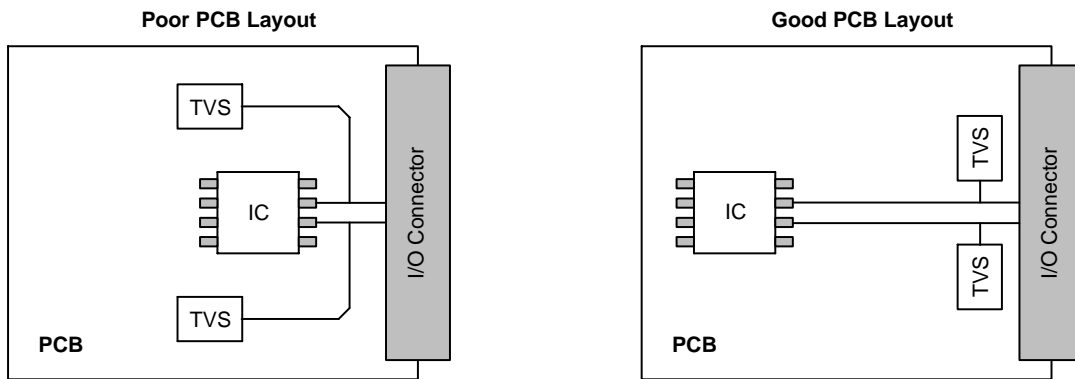 Poor PCB Layout
TVS
IC
TVS
I/O Connector
PCB
Good PCB Layout
TVS
IC
TVS
I/O Connector
PCB